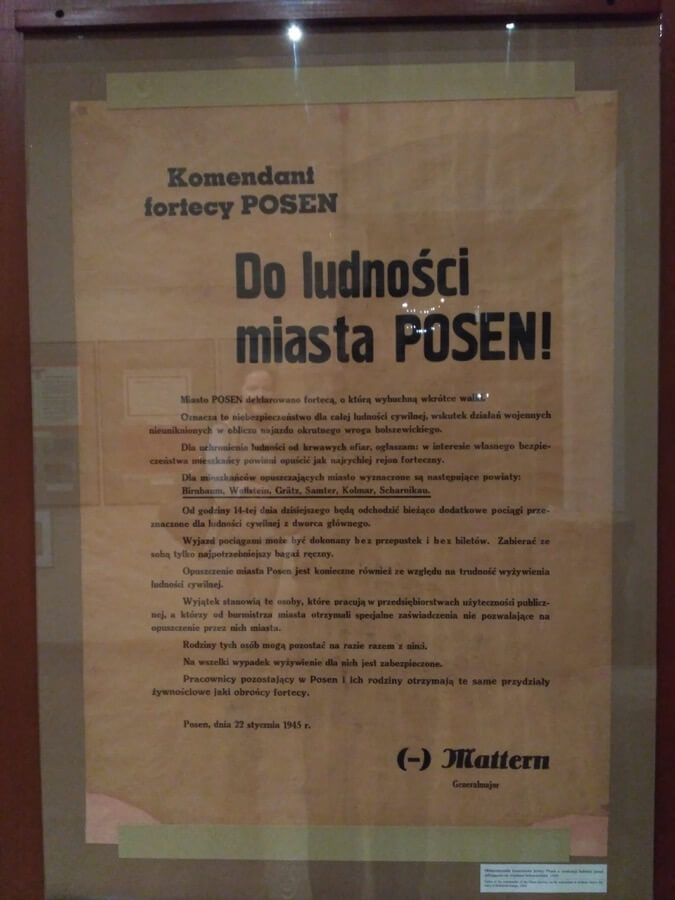 Komendant
fortecy POSEN
Do ludności
miasta POSEN!
Miasto POSEN deklarowano fortecą, o którą wybuchną wkrótce walki.
Oznacza to niebezpieczeństwo dla całej ludności cywilnej, wskutek działań wojennych
nieuniknionych w obliczu najazdu okrutnego wroga bolszewickiego.
Dla uchronienia ludności od krwawych ofiar, ogłaszam: w interesie własnego bezpie-
czeństwa mieszkańcy powinni opuścić jak najrychlej rejon forteczny.
Dla mieszkańców opuszczających miasto wyznaczone są następujące powiaty:
Birnbaum, Wollstein, Grätz, Samter, Kolmar, Scharnikau.
Od godziny 14-tej dnia dzisiejszego będą odchodzić bieżąco dodatkowe pociągi prze-
znaczone dla ludności cywilnej z dworca głównego.
Wyjazd pociągami może być dokonany bez przepustek i bez biletów. Zabierać ze
sobą tylko najpotrzebniejszy bagaż ręczny.
Opuszczenie miasta Posen jest konieczne również ze względu na trudność wyżywienia
ludności cywilnej.
Wyjątek stanowią te osoby, które pracują w przedsiębiorstwach użyteczności publicz-
nej, a którzy od burmistrza miasta otrzymali specjalne zaświadczenia nie pozwalające na
opuszczenie przez nich miasta.
Rodziny tych osób mogą pozostać na razie razem z nimi.
Na wszelki wypadek wyżywienie dla nich jest zabezpieczone.
Pracownicy pozostający w Posen i ich rodziny otrzymają te same przydziały
żywnościowe jaki obrońcy fortecy.
Posen, dnia 22 stycznia 1945 r.
(–) Mattern
Generalmajor